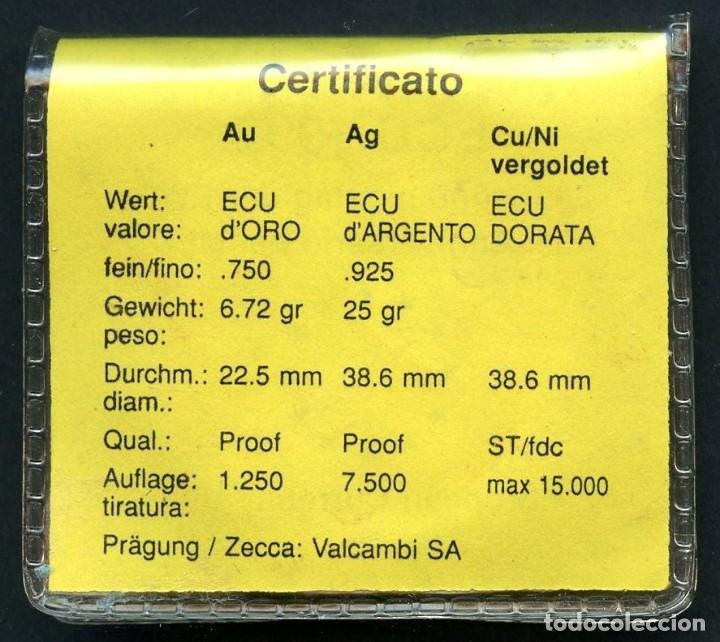 Certificato
Au Ag Cu/Ni
vergoldet
Wert: ECU ECU ECU
valore: d'ORO d'ARGENTO DORATA
fein/fino: .750 .925
Gewicht: 6.72 gr 25 gr
peso:
Durchm.: 22.5 mm 38.6 mm 38.6 mm
diam.:
Qual.: Proof Proof ST/fdc
Auflage: 1.250 7.500 max 15.000
tiratura:
Prägung / Zecca: Valcambi SA
todocoleccion